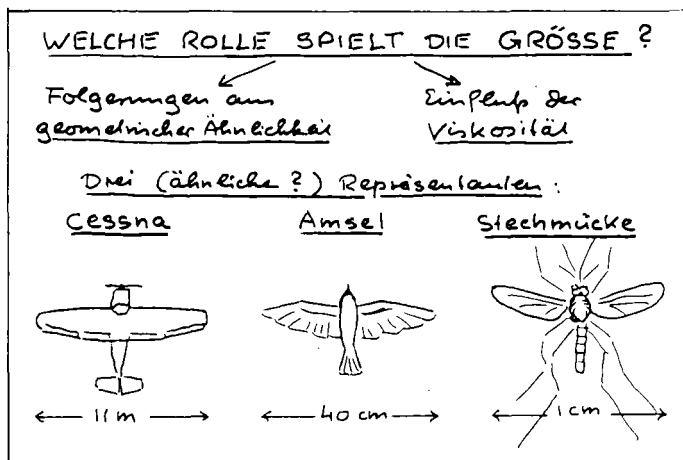 WELCHE ROLLE SPIELT DIE GRÖSSE?
Folgerungen aus
geometrischer Ähnlichkeit
Einfluß der
Viskosität
Drei (ähnliche?) Repräsentanten:
Cessna Amsel Stechmücke
11 m 40 cm 1 cm